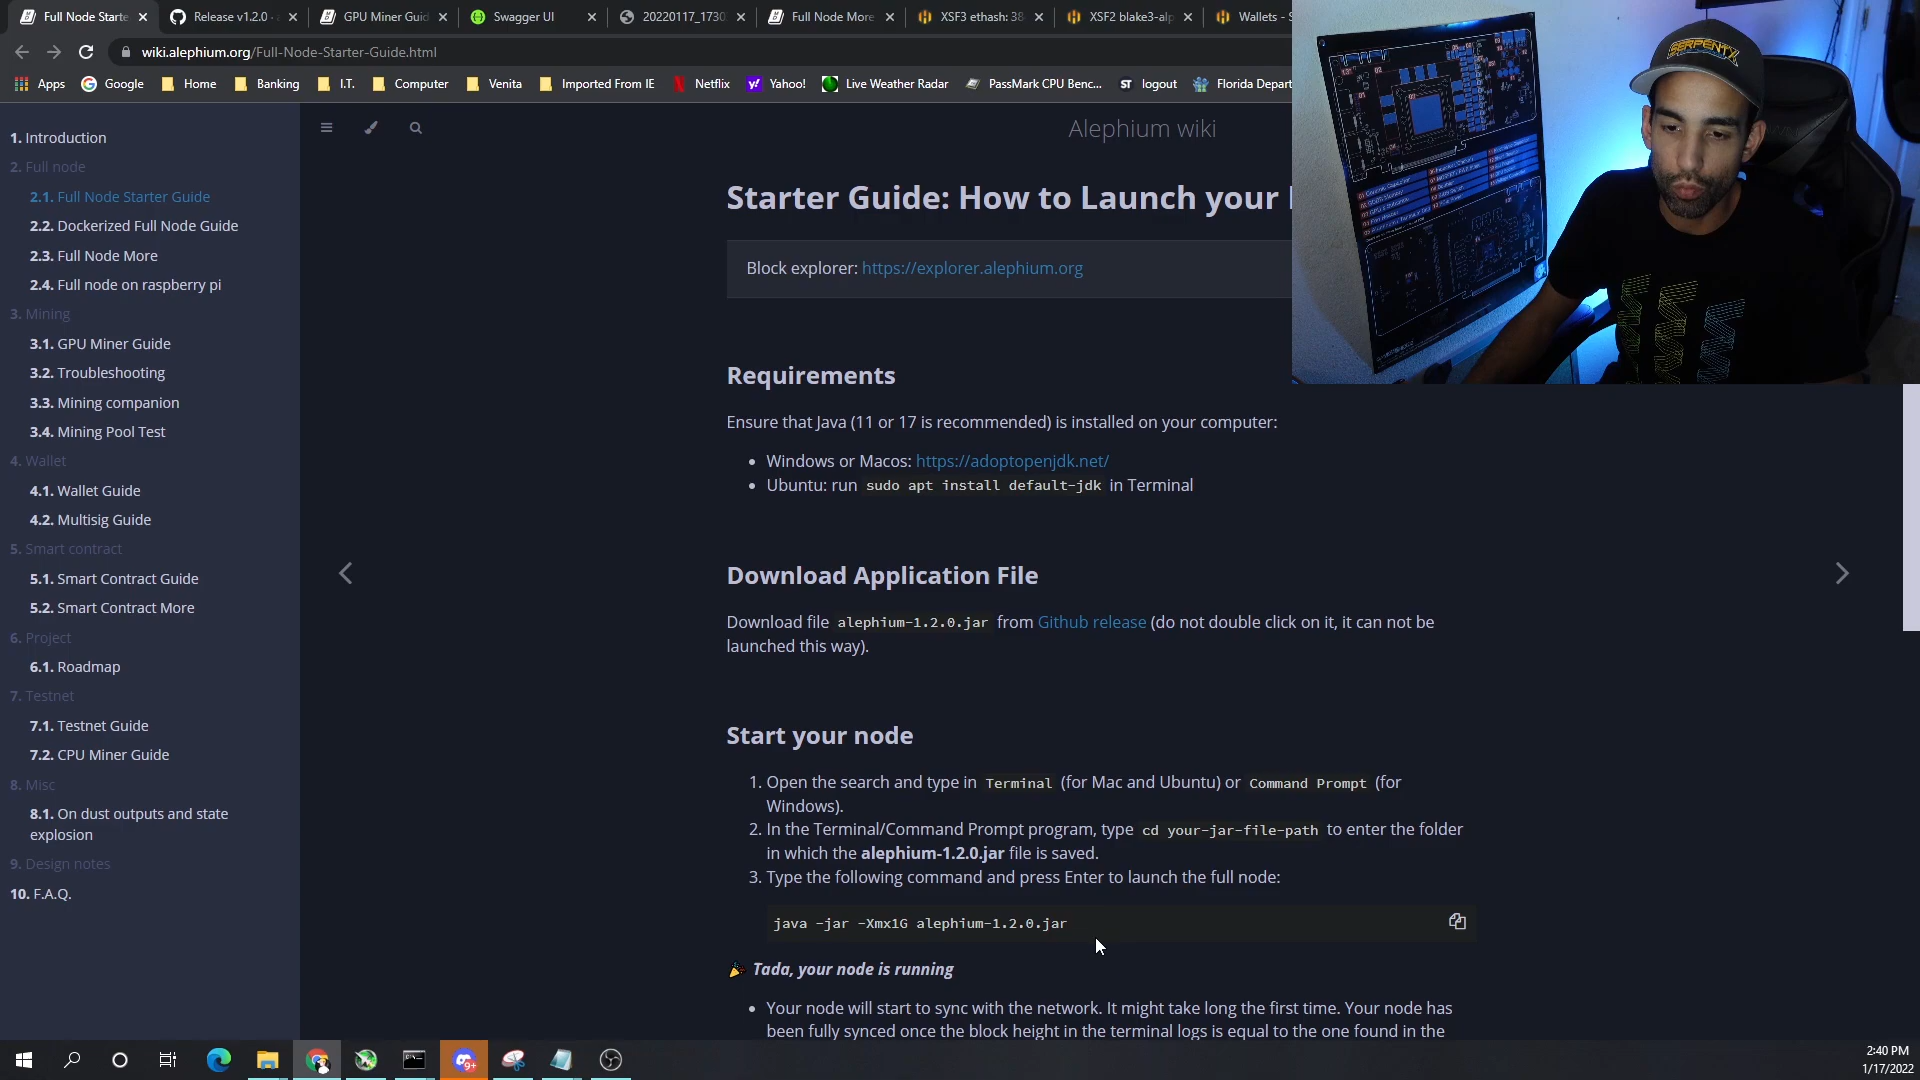 Full Node Starte
Release v1.2.0 ·
GPU Miner Guid
Swagger UI
20220117_1730
Full Node More
XSF3 ethash: 38
XSF2 blake3-alp
Wallets - S
wiki.alephium.org/Full-Node-Starter-Guide.html
Apps Google Home Banking I.T. Computer Venita Imported From IE Netflix Yahoo! Live Weather Radar PassMark CPU Benc... ST logout Florida Depart
SERPENTX
1. Introduction
2. Full node
2.1. Full Node Starter Guide
2.2. Dockerized Full Node Guide
2.3. Full Node More
2.4. Full node on raspberry pi
3. Mining
3.1. GPU Miner Guide
3.2. Troubleshooting
3.3. Mining companion
3.4. Mining Pool Test
4. Wallet
4.1. Wallet Guide
4.2. Multisig Guide
5. Smart contract
5.1. Smart Contract Guide
5.2. Smart Contract More
6. Project
6.1. Roadmap
7. Testnet
7.1. Testnet Guide
7.2. CPU Miner Guide
8. Misc
8.1. On dust outputs and state
explosion
9. Design notes
10. F.A.Q.
Alephium wiki
Starter Guide: How to Launch your
Block explorer: https://explorer.alephium.org
Requirements
Ensure that Java (11 or 17 is recommended) is installed on your computer:
• Windows or Macos: https://adoptopenjdk.net/
• Ubuntu: run sudo apt install default-jdk in Terminal
Download Application File
Download file alephium-1.2.0.jar from Github release (do not double click on it, it can not be
launched this way).
Start your node
1. Open the search and type in Terminal (for Mac and Ubuntu) or Command Prompt (for
Windows).
2. In the Terminal/Command Prompt program, type cd your-jar-file-path to enter the folder
in which the alephium-1.2.0.jar file is saved.
3. Type the following command and press Enter to launch the full node:
java -jar -Xmx1G alephium-1.2.0.jar
🎉 Tada, your node is running
• Your node will start to sync with the network. It might take long the first time. Your node has
been fully synced once the block height in the terminal logs is equal to the one found in the
9+
2:40 PM
1/17/2022